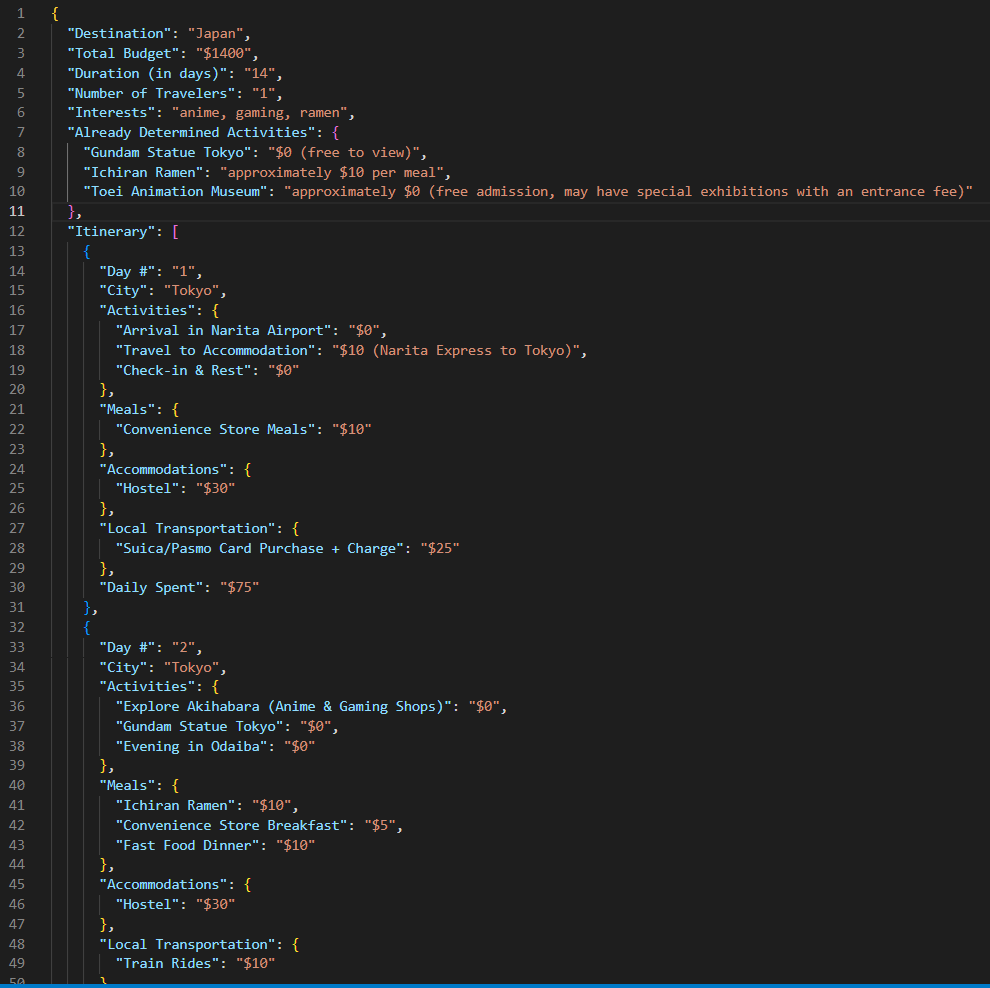 1 {
2 "Destination": "Japan",
3 "Total Budget": "$1400",
4 "Duration (in days)": "14",
5 "Number of Travelers": "1",
6 "Interests": "anime, gaming, ramen",
7 "Already Determined Activities": {
8 "Gundam Statue Tokyo": "$0 (free to view)",
9 "Ichiran Ramen": "approximately $10 per meal",
10 "Toei Animation Museum": "approximately $0 (free admission, may have special exhibitions with an entrance fee)"
11 },
12 "Itinerary": [
13 {
14 "Day #": "1",
15 "City": "Tokyo",
16 "Activities": {
17 "Arrival in Narita Airport": "$0",
18 "Travel to Accommodation": "$10 (Narita Express to Tokyo)",
19 "Check-in & Rest": "$0"
20 },
21 "Meals": {
22 "Convenience Store Meals": "$10"
23 },
24 "Accommodations": {
25 "Hostel": "$30"
26 },
27 "Local Transportation": {
28 "Suica/Pasmo Card Purchase + Charge": "$25"
29 },
30 "Daily Spent": "$75"
31 },
32 {
33 "Day #": "2",
34 "City": "Tokyo",
35 "Activities": {
36 "Explore Akihabara (Anime & Gaming Shops)": "$0",
37 "Gundam Statue Tokyo": "$0",
38 "Evening in Odaiba": "$0"
39 },
40 "Meals": {
41 "Ichiran Ramen": "$10",
42 "Convenience Store Breakfast": "$5",
43 "Fast Food Dinner": "$10"
44 },
45 "Accommodations": {
46 "Hostel": "$30"
47 },
48 "Local Transportation": {
49 "Train Rides": "$10"
50 }